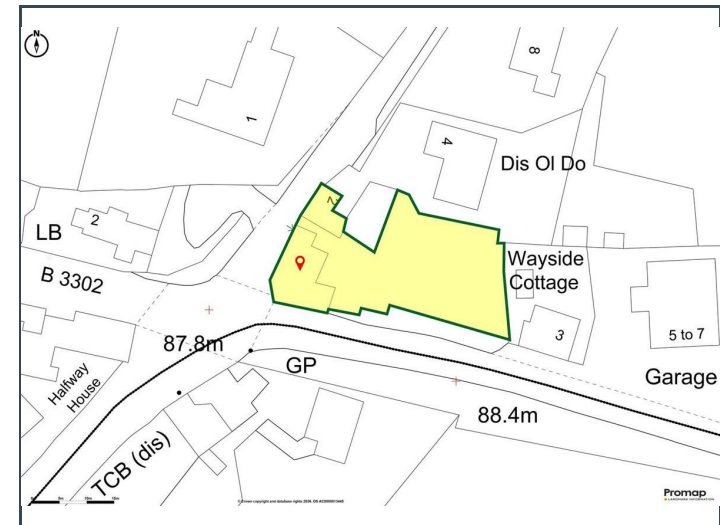 N
1
8
4
Dis Ol Do
2
2
LB
B 3302
Wayside
Cottage
3
5 to 7
Garage
87.8m
GP
88.4m
Halfway
House
TCB (dis)
Promap